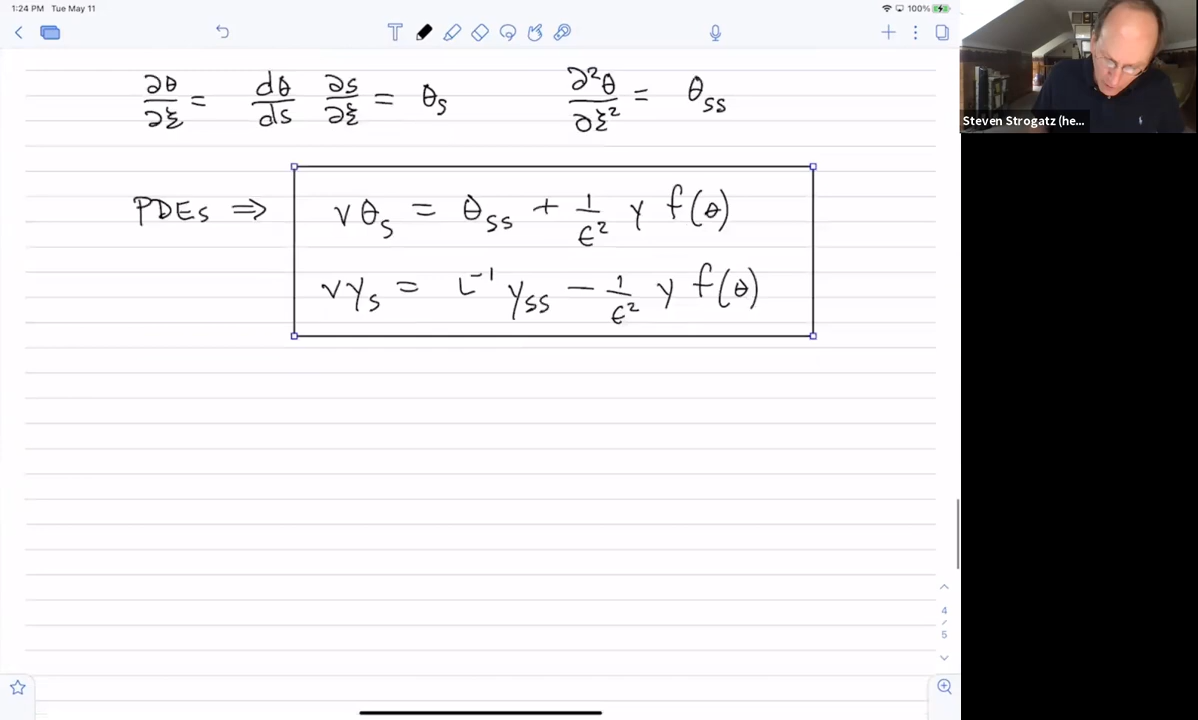 1:24 PM Tue May 11
100%
∂θ/∂ξ = dθ/ds ∂s/∂ξ = θ_s ∂²θ/∂ξ² = θ_ss
PDEs ⇒ vθ_s = θ_ss + 1/ε² y f(θ)
vy_s = L⁻¹ y_ss − 1/ε² y f(θ)
Steven Strogatz (he...
4
/
5